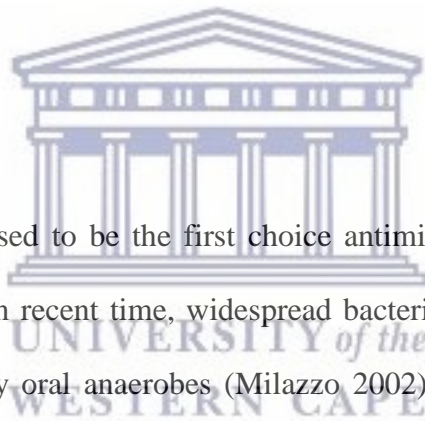 sed to be the first choice antimi
n recent time, widespread bacteri
UNIVERSITY of the
y oral anaerobes (Milazzo 2002)
WESTERN CAPE